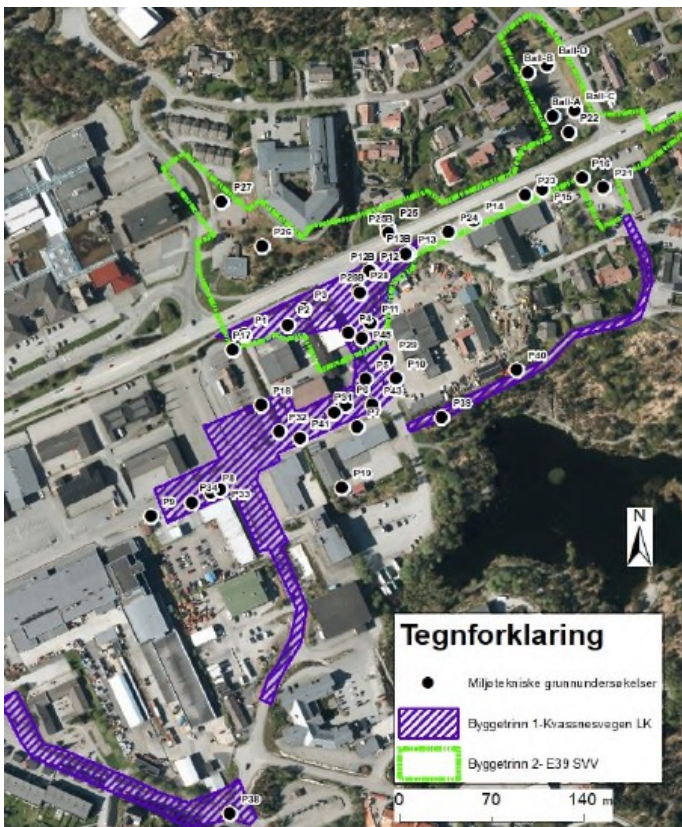 Ball-D
Ball-B
Ball-C
Ball-A
P22
P16
P21
P23
P15
P27
P14
P24
P25
P25B
P26
P13
P13B
P12
P12B
P28
P28B
P3
P2
P1
P17
P11
P4
P29
P10
P40
P5
P6
P7
P31
P18
P32
P41
P39
P19
P8
P33
P34
P9
N
Tegnforklaring
Miljøtekniske grunnundersøkelser
Byggetrinn 1-Kvassnesvegen LK
Byggetrinn 2- E39 SVV
0 70 140 m
P38